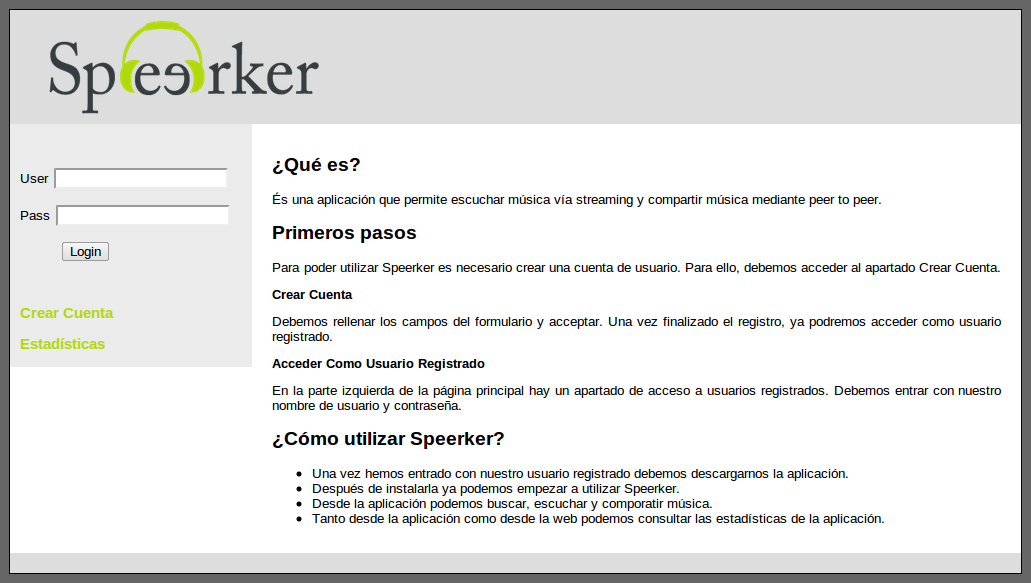 Speerker
User
Pass
Login
Crear Cuenta
Estadísticas
¿Qué es?
És una aplicación que permite escuchar música vía streaming y compartir música mediante peer to peer.
Primeros pasos
Para poder utilizar Speerker es necesario crear una cuenta de usuario. Para ello, debemos acceder al apartado Crear Cuenta.
Crear Cuenta
Debemos rellenar los campos del formulario y acceptar. Una vez finalizado el registro, ya podremos acceder como usuario
registrado.
Acceder Como Usuario Registrado
En la parte izquierda de la página principal hay un apartado de acceso a usuarios registrados. Debemos entrar con nuestro
nombre de usuario y contraseña.
¿Cómo utilizar Speerker?
• Una vez hemos entrado con nuestro usuario registrado debemos descargarnos la aplicación.
• Después de instalarla ya podemos empezar a utilizar Speerker.
• Desde la aplicación podemos buscar, escuchar y comporatir música.
• Tanto desde la aplicación como desde la web podemos consultar las estadísticas de la aplicación.